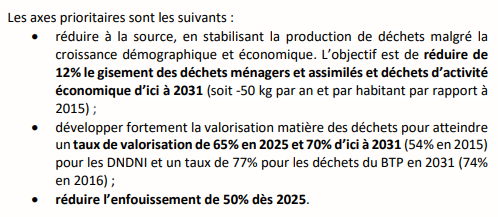 Les axes prioritaires sont les suivants :
• réduire à la source, en stabilisant la production de déchets malgré la
croissance démographique et économique. L'objectif est de réduire de
12% le gisement des déchets ménagers et assimilés et déchets d'activité
économique d'ici à 2031 (soit -50 kg par an et par habitant par rapport à
2015) ;
• développer fortement la valorisation matière des déchets pour atteindre
un taux de valorisation de 65% en 2025 et 70% d'ici à 2031 (54% en 2015)
pour les DNDNI et un taux de 77% pour les déchets du BTP en 2031 (74%
en 2016) ;
• réduire l'enfouissement de 50% dès 2025.